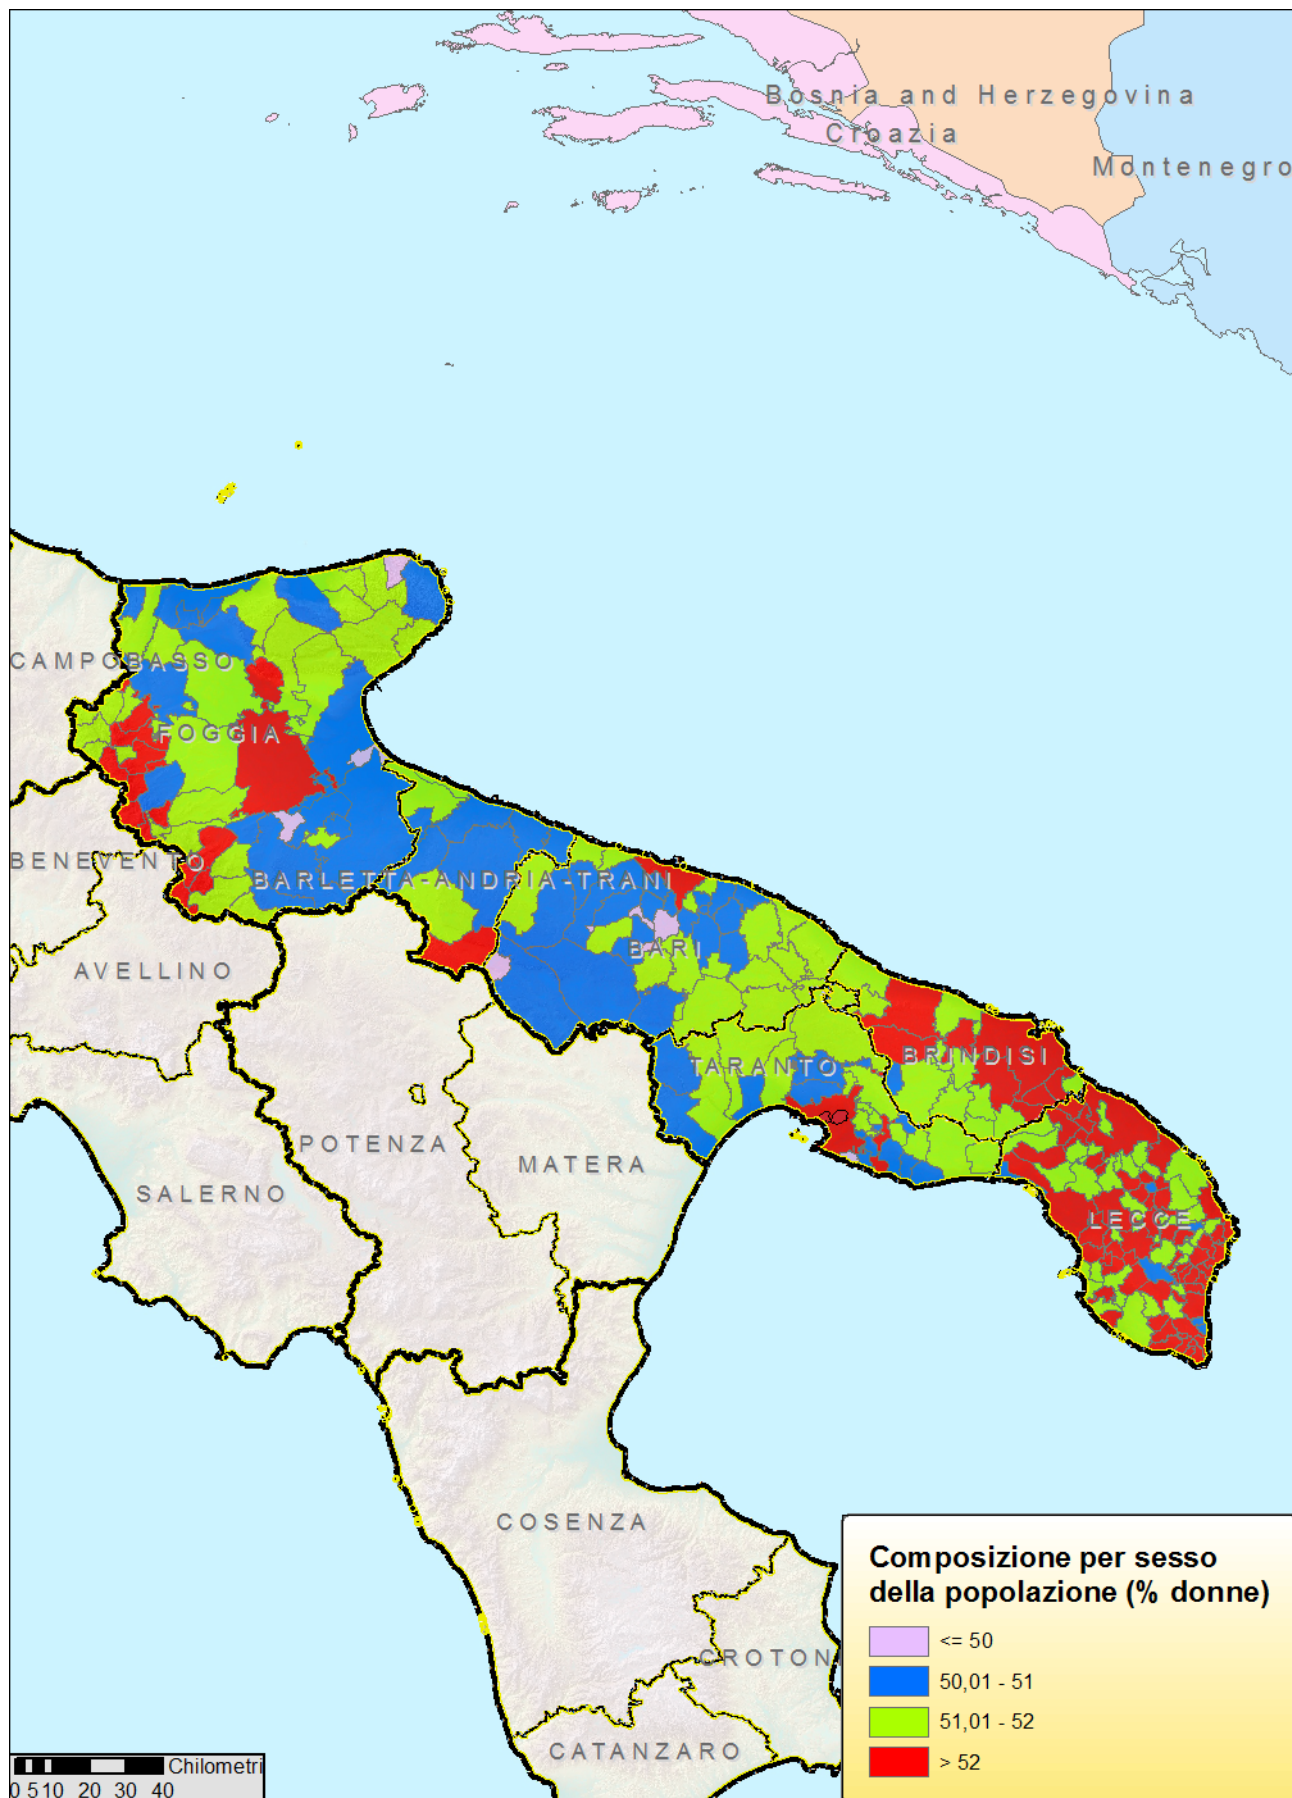 Bosnia and Herzegovina
Croazia
Montenegro
CAMPOBASSO
FOGGIA
BENEVENTO
BARLETTA-ANDRIA-TRANI
BARI
AVELLINO
BRINDISI
TARANTO
POTENZA
MATERA
SALERNO
LECCE
COSENZA
CROTON
CATANZARO
Composizione per sesso
della popolazione (% donne)
<= 50
50,01 - 51
51,01 - 52
> 52
Chilometri
0 5 10 20 30 40